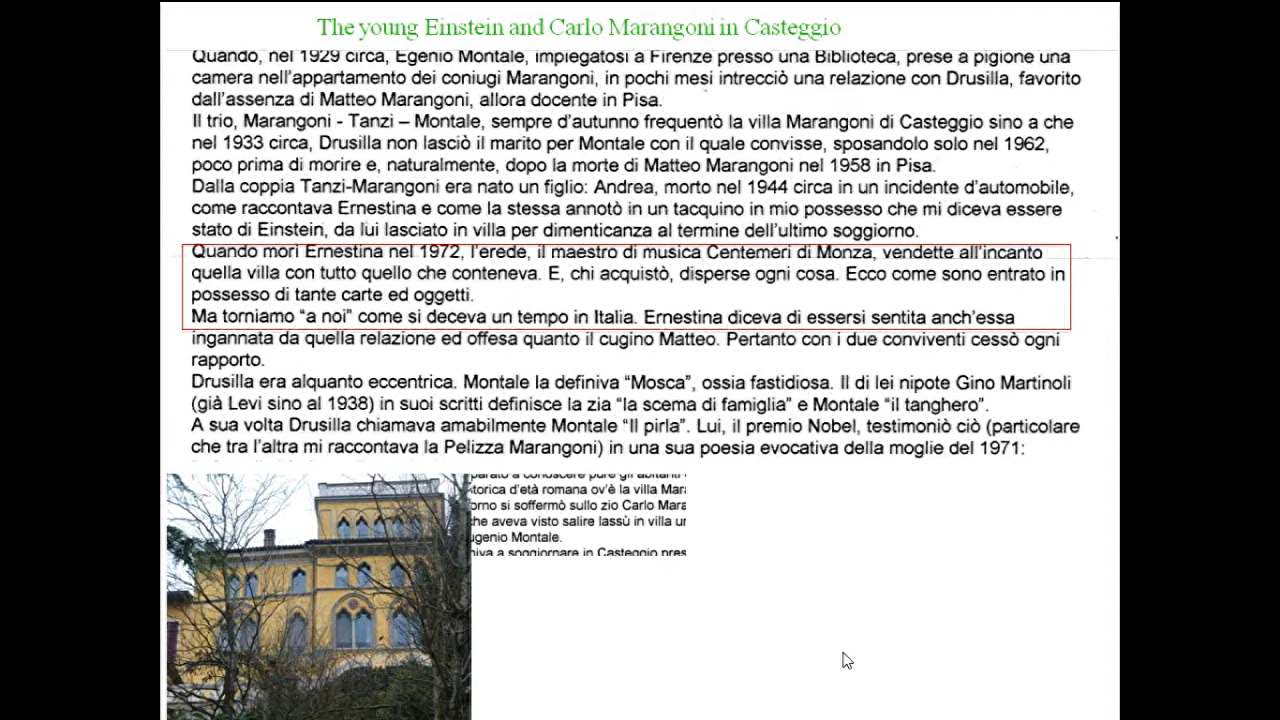 The young Einstein and Carlo Marangoni in Casteggio
Quando, nel 1929 circa, Egenio Montale, impiegatosi a Firenze presso una Biblioteca, prese a pigione una
camera nell'appartamento dei coniugi Marangoni, in pochi mesi intrecciò una relazione con Drusilla, favorito
dall'assenza di Matteo Marangoni, allora docente in Pisa.
Il trio, Marangoni - Tanzi – Montale, sempre d'autunno frequentò la villa Marangoni di Casteggio sino a che
nel 1933 circa, Drusilla non lasciò il marito per Montale con il quale convisse, sposandolo solo nel 1962,
poco prima di morire e, naturalmente, dopo la morte di Matteo Marangoni nel 1958 in Pisa.
Dalla coppia Tanzi-Marangoni era nato un figlio: Andrea, morto nel 1944 circa in un incidente d'automobile,
come raccontava Ernestina e come la stessa annotò in un tacquino in mio possesso che mi diceva essere
stato di Einstein, da lui lasciato in villa per dimenticanza al termine dell'ultimo soggiorno.
Quando morì Ernestina nel 1972, l'erede, il maestro di musica Centemeri di Monza, vendette all'incanto
quella villa con tutto quello che conteneva. E, chi acquistò, disperse ogni cosa. Ecco come sono entrato in
possesso di tante carte ed oggetti.
Ma torniamo "a noi" come si deceva un tempo in Italia. Ernestina diceva di essersi sentita anch'essa
ingannata da quella relazione ed offesa quanto il cugino Matteo. Pertanto con i due conviventi cessò ogni
rapporto.
Drusilla era alquanto eccentrica. Montale la definiva "Mosca", ossia fastidiosa. Il di lei nipote Gino Martinoli
(già Levi sino al 1938) in suoi scritti definisce la zia "la scema di famiglia" e Montale "il tanghero".
A sua volta Drusilla chiamava amabilmente Montale "Il pirla". Lui, il premio Nobel, testimoniò ciò (particolare
che tra l'altra mi raccontava la Pelizza Marangoni) in una sua poesia evocativa della moglie del 1971:
parato a conoscere pure gli abitanti
torica d'età romana ov'è la villa Mara
orno si soffermò sullo zio Carlo Mara
che aveva visto salire lassù in villa un
ugenio Montale.
niva a soggiornare in Casteggio pres